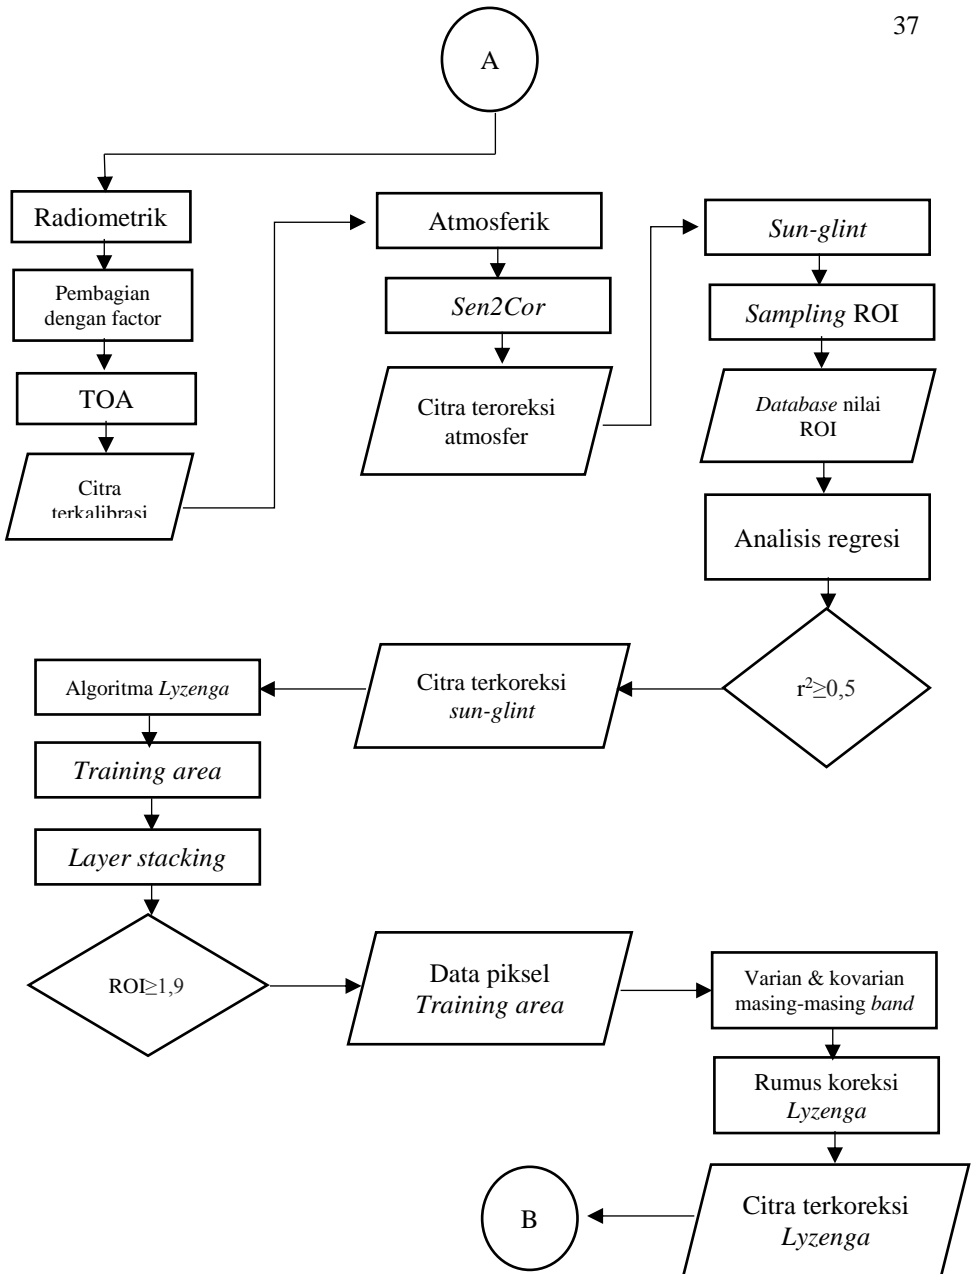 37
A
Radiometrik
Pembagian
dengan factor
TOA
Citra
terkalibrasi
Atmosferik
Sen2Cor
Citra teroreksi
atmosfer
Sun-glint
Sampling ROI
Database nilai
ROI
Analisis regresi
r²≥0,5
Citra terkoreksi
sun-glint
Algoritma Lyzenga
Training area
Layer stacking
ROI≥1,9
Data piksel
Training area
Varian & kovarian
masing-masing band
Rumus koreksi
Lyzenga
Citra terkoreksi
Lyzenga
B